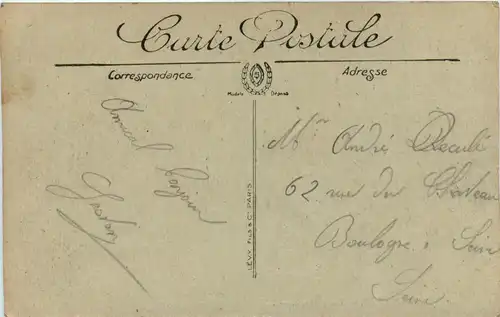 Carte Postale
Correspondance
Adresse
Modèle Déposé
Amical bonjour
Gaston
Mr André
62 rue du Château
Boulogne s Seine
Seine
LÉVY FILS & Cie PARIS